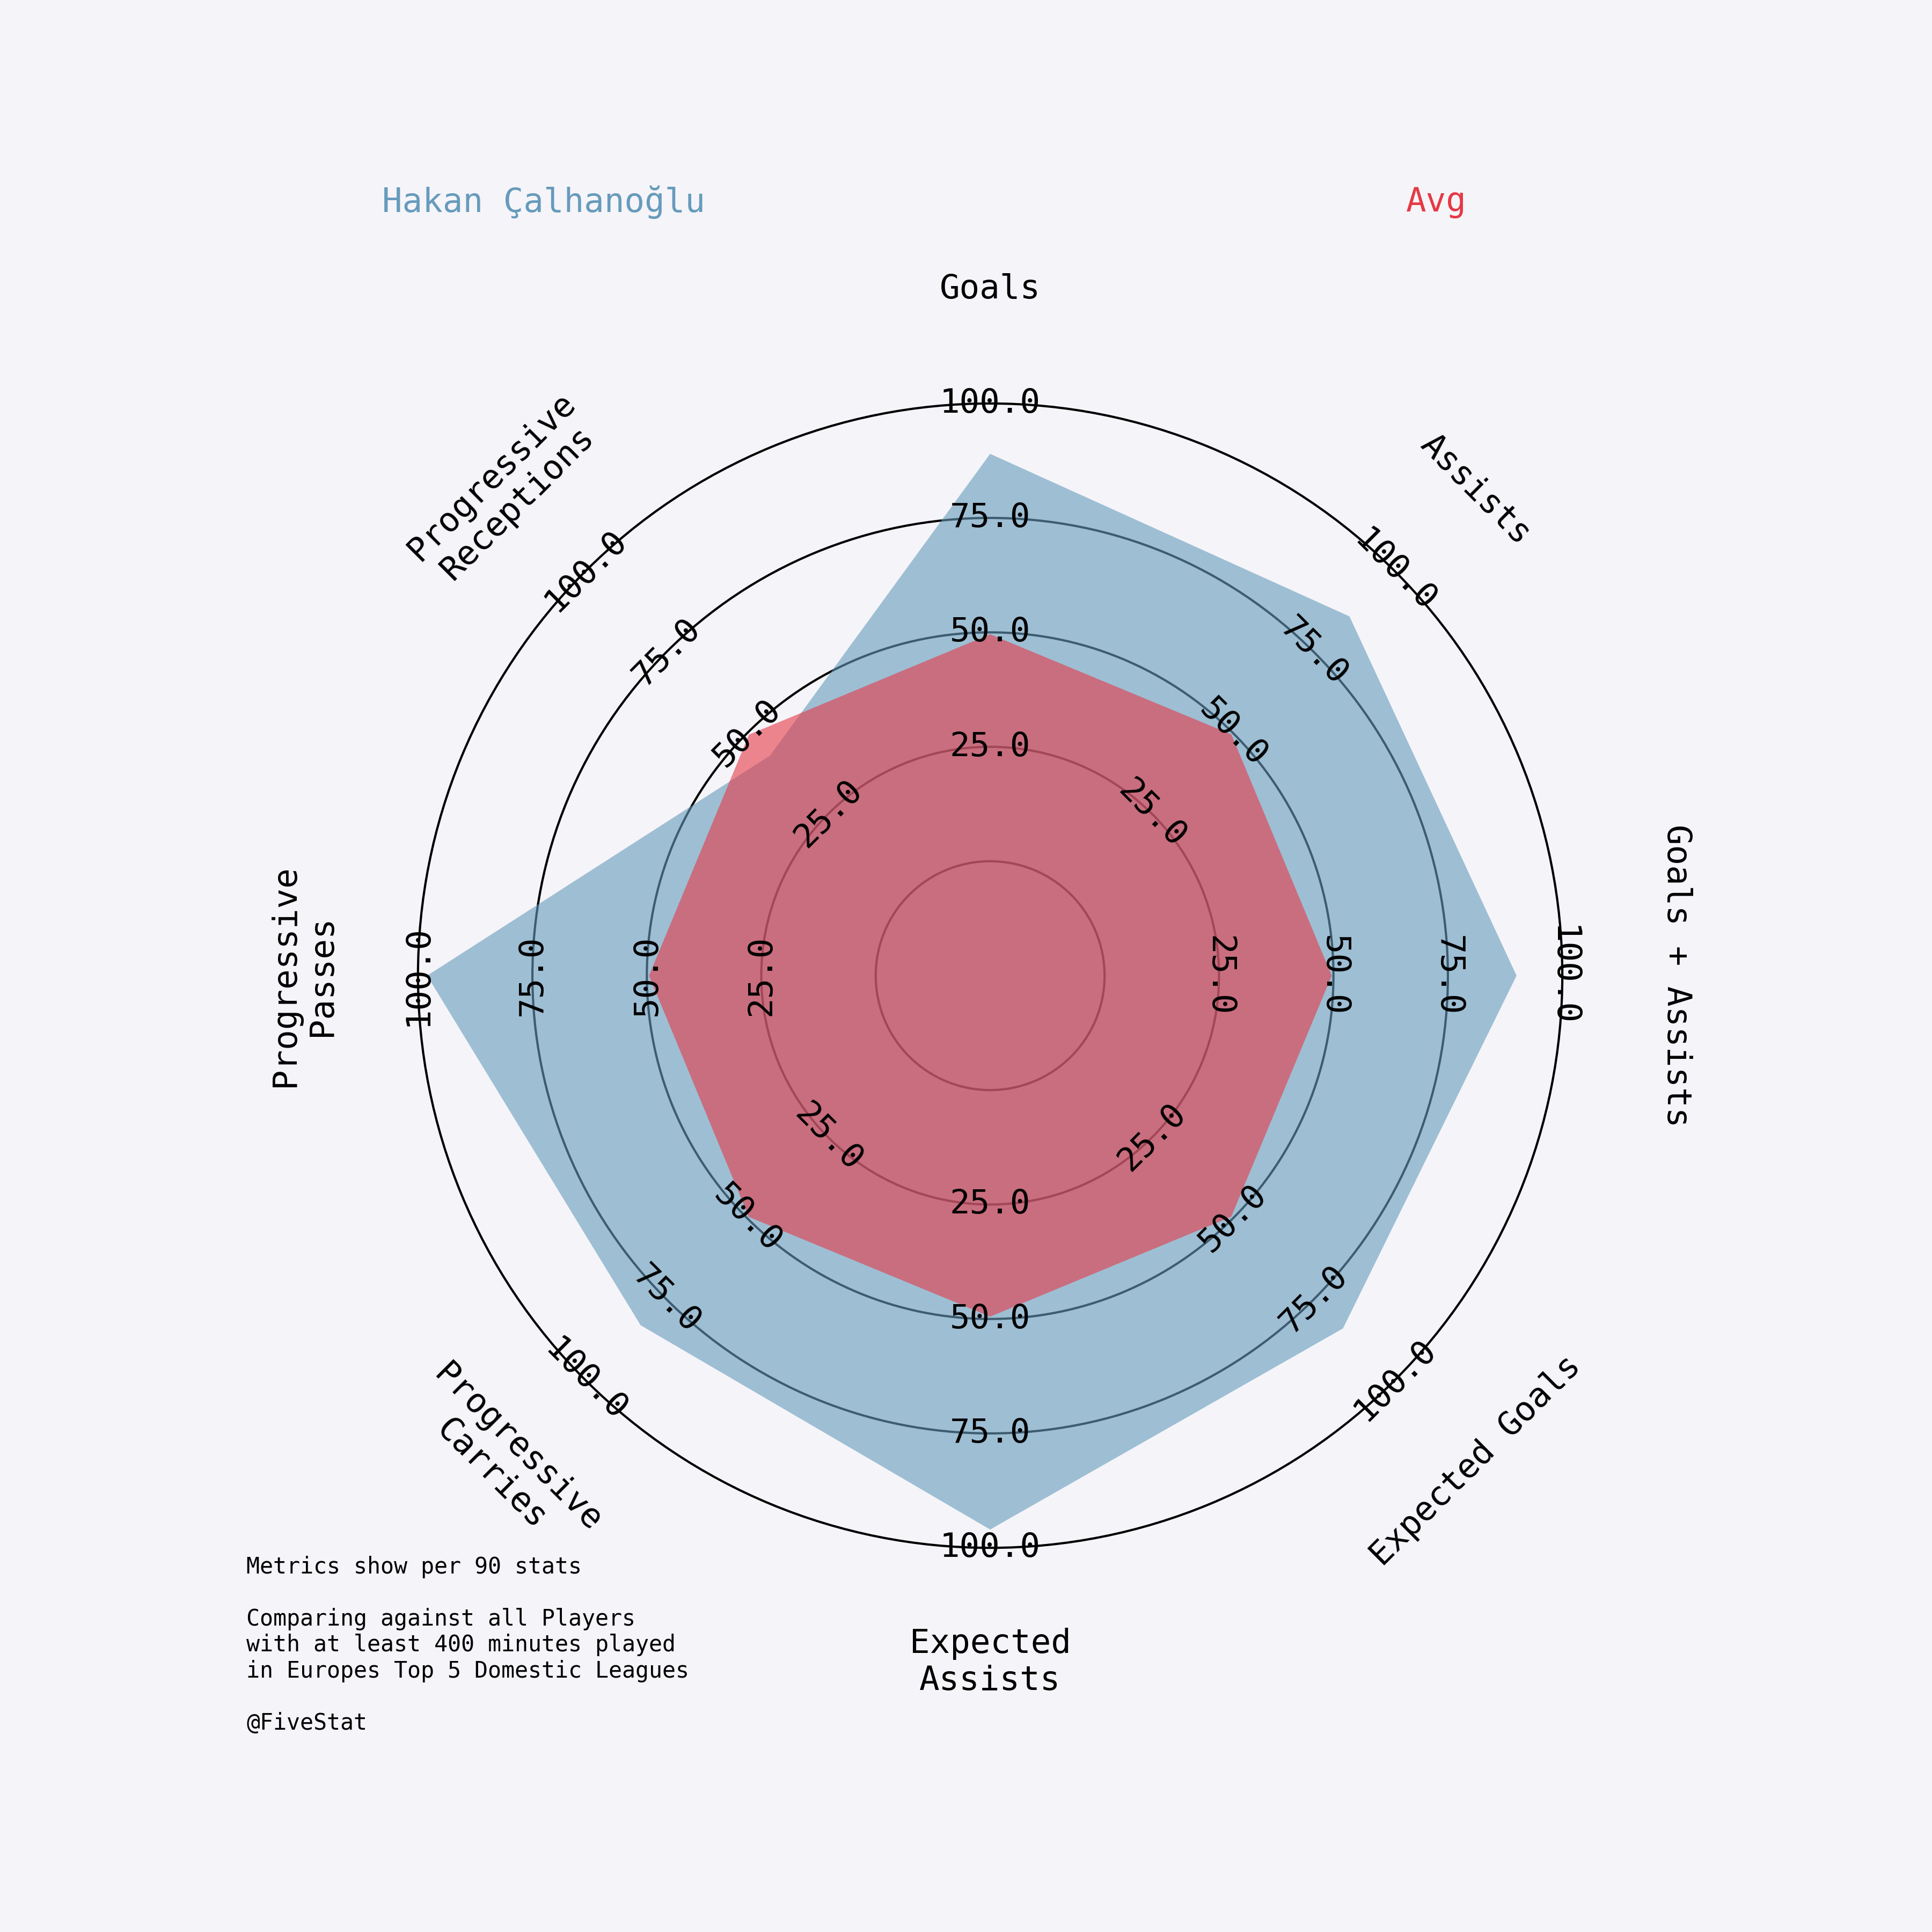 Hakan Çalhanoğlu
Avg
Goals
100.0
75.0
50.0
25.0
Assists
100.0
75.0
50.0
25.0
Goals + Assists
100.0
75.0
50.0
25.0
Expected Goals
100.0
75.0
50.0
25.0
Expected
Assists
100.0
75.0
50.0
25.0
Progressive
Carries
100.0
75.0
50.0
25.0
Progressive
Passes
100.0
75.0
50.0
25.0
Progressive
Receptions
100.0
75.0
50.0
25.0
Metrics show per 90 stats
Comparing against all Players
with at least 400 minutes played
in Europes Top 5 Domestic Leagues
@FiveStat